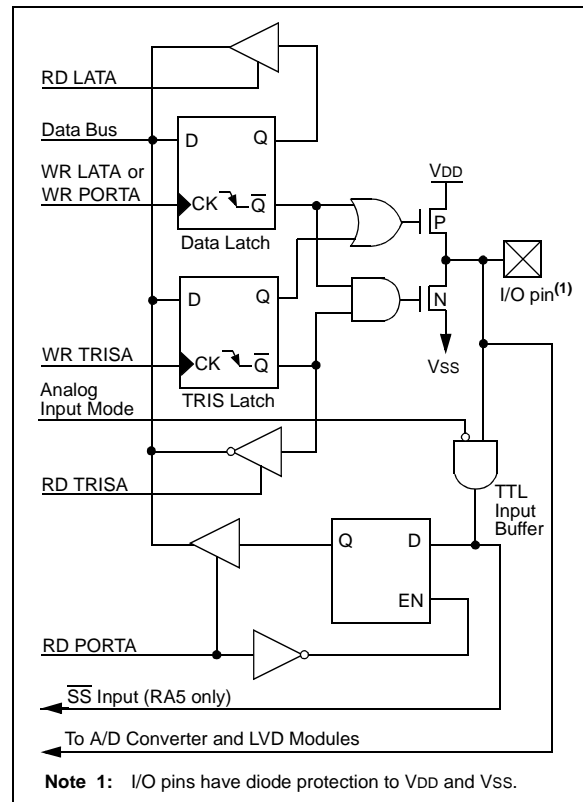 RD LATA
Data Bus
D Q
WR LATA or
WR PORTA
CK Q̅
Data Latch
VDD
P
I/O pin(1)
N
VSS
D Q
WR TRISA
CK Q̅
TRIS Latch
Analog
Input Mode
RD TRISA
TTL
Input
Buffer
Q D
EN
RD PORTA
S̅S̅ Input (RA5 only)
To A/D Converter and LVD Modules
Note 1: I/O pins have diode protection to VDD and VSS.